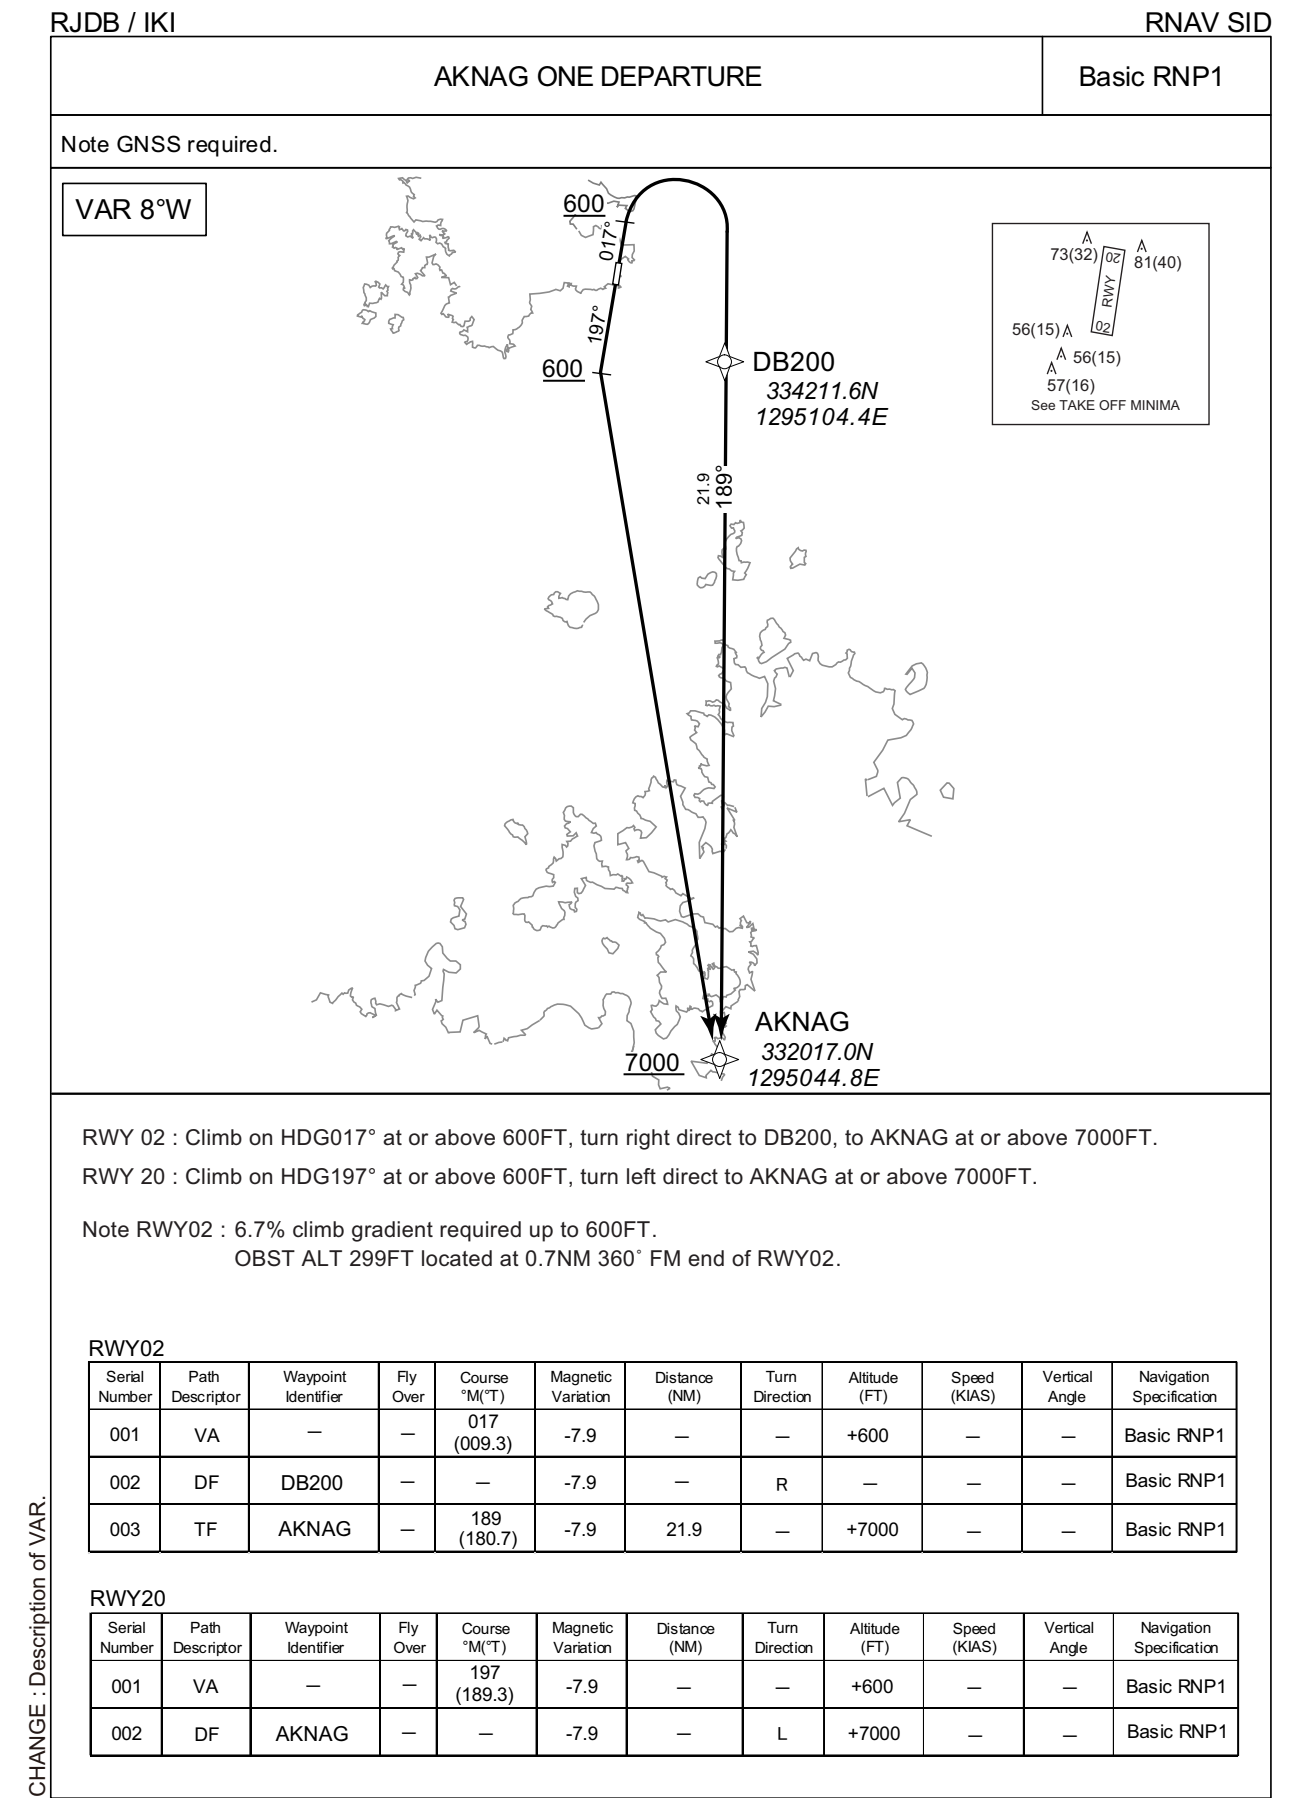 RJDB / IKI
RNAV SID
AKNAG ONE DEPARTURE
Basic RNP1
Note GNSS required.
VAR 8°W
600
017°
197°
600
73(32)
81(40)
20
RWY
02
56(15)
56(15)
57(16)
See TAKE OFF MINIMA
DB200
334211.6N
1295104.4E
21.9
189°
AKNAG
332017.0N
1295044.8E
7000
RWY 02 : Climb on HDG017° at or above 600FT, turn right direct to DB200, to AKNAG at or above 7000FT.
RWY 20 : Climb on HDG197° at or above 600FT, turn left direct to AKNAG at or above 7000FT.
Note RWY02 : 6.7% climb gradient required up to 600FT.
OBST ALT 299FT located at 0.7NM 360˚ FM end of RWY02.
RWY02
Serial Number Path Descriptor Waypoint Identifier Fly Over Course °M(°T) Magnetic Variation Distance (NM) Turn Direction Altitude (FT) Speed (KIAS) Vertical Angle Navigation Specification
001 VA — — 017 (009.3) -7.9 — — +600 — — Basic RNP1
002 DF DB200 — — -7.9 — R — — — Basic RNP1
003 TF AKNAG — 189 (180.7) -7.9 21.9 — +7000 — — Basic RNP1
RWY20
Serial Number Path Descriptor Waypoint Identifier Fly Over Course °M(°T) Magnetic Variation Distance (NM) Turn Direction Altitude (FT) Speed (KIAS) Vertical Angle Navigation Specification
001 VA — — 197 (189.3) -7.9 — — +600 — — Basic RNP1
002 DF AKNAG — — -7.9 — L +7000 — — Basic RNP1
CHANGE : Description of VAR.